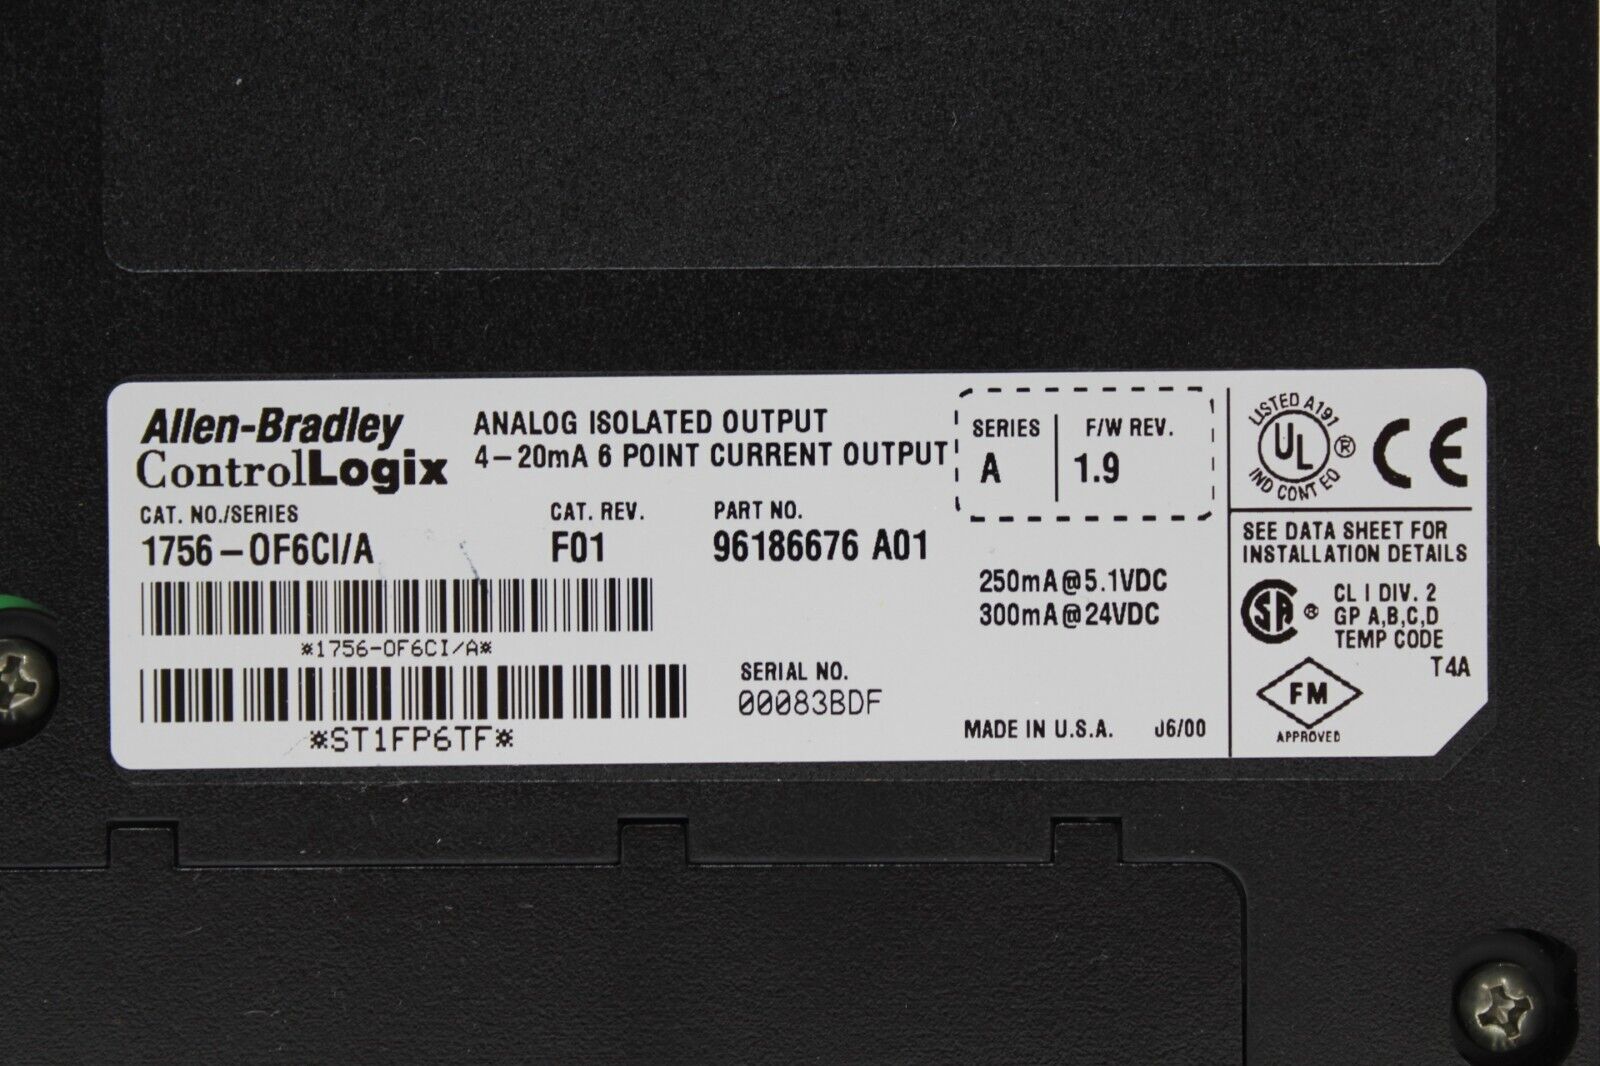 Allen-Bradley
ControlLogix
ANALOG ISOLATED OUTPUT
4-20mA 6 POINT CURRENT OUTPUT
SERIES
A
F/W REV.
1.9
CAT. NO./SERIES
1756-OF6CI/A
CAT. REV.
F01
PART NO.
96186676 A01
*1756-OF6CI/A*
*ST1FP6TF*
250mA@5.1VDC
300mA@24VDC
SERIAL NO.
00083BDF
MADE IN U.S.A.
06/00
LISTED A191
UL ®
IND CONT EQ
CE
SEE DATA SHEET FOR
INSTALLATION DETAILS
SA ®
CL I DIV. 2
GP A,B,C,D
TEMP CODE
T4A
FM
APPROVED